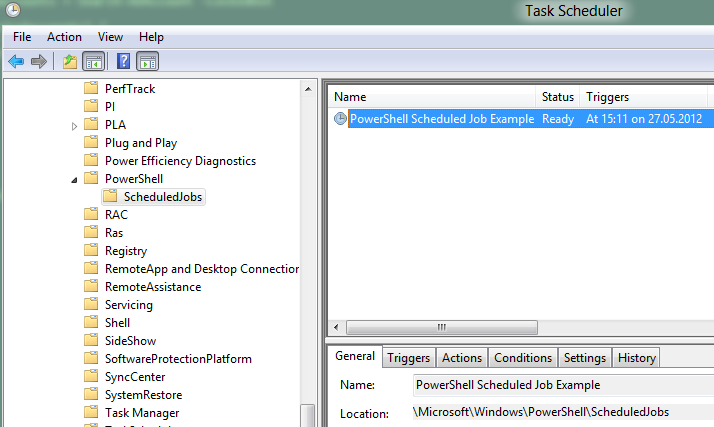 Task Scheduler
File Action View Help
PerfTrack
PI
PLA
Plug and Play
Power Efficiency Diagnostics
PowerShell
ScheduledJobs
RAC
Ras
Registry
RemoteApp and Desktop Connection
RemoteAssistance
Servicing
Shell
SideShow
SoftwareProtectionPlatform
SyncCenter
SystemRestore
Task Manager
Name Status Triggers
PowerShell Scheduled Job Example Ready At 15:11 on 27.05.2012
General Triggers Actions Conditions Settings History
Name: PowerShell Scheduled Job Example
Location: \Microsoft\Windows\PowerShell\ScheduledJobs